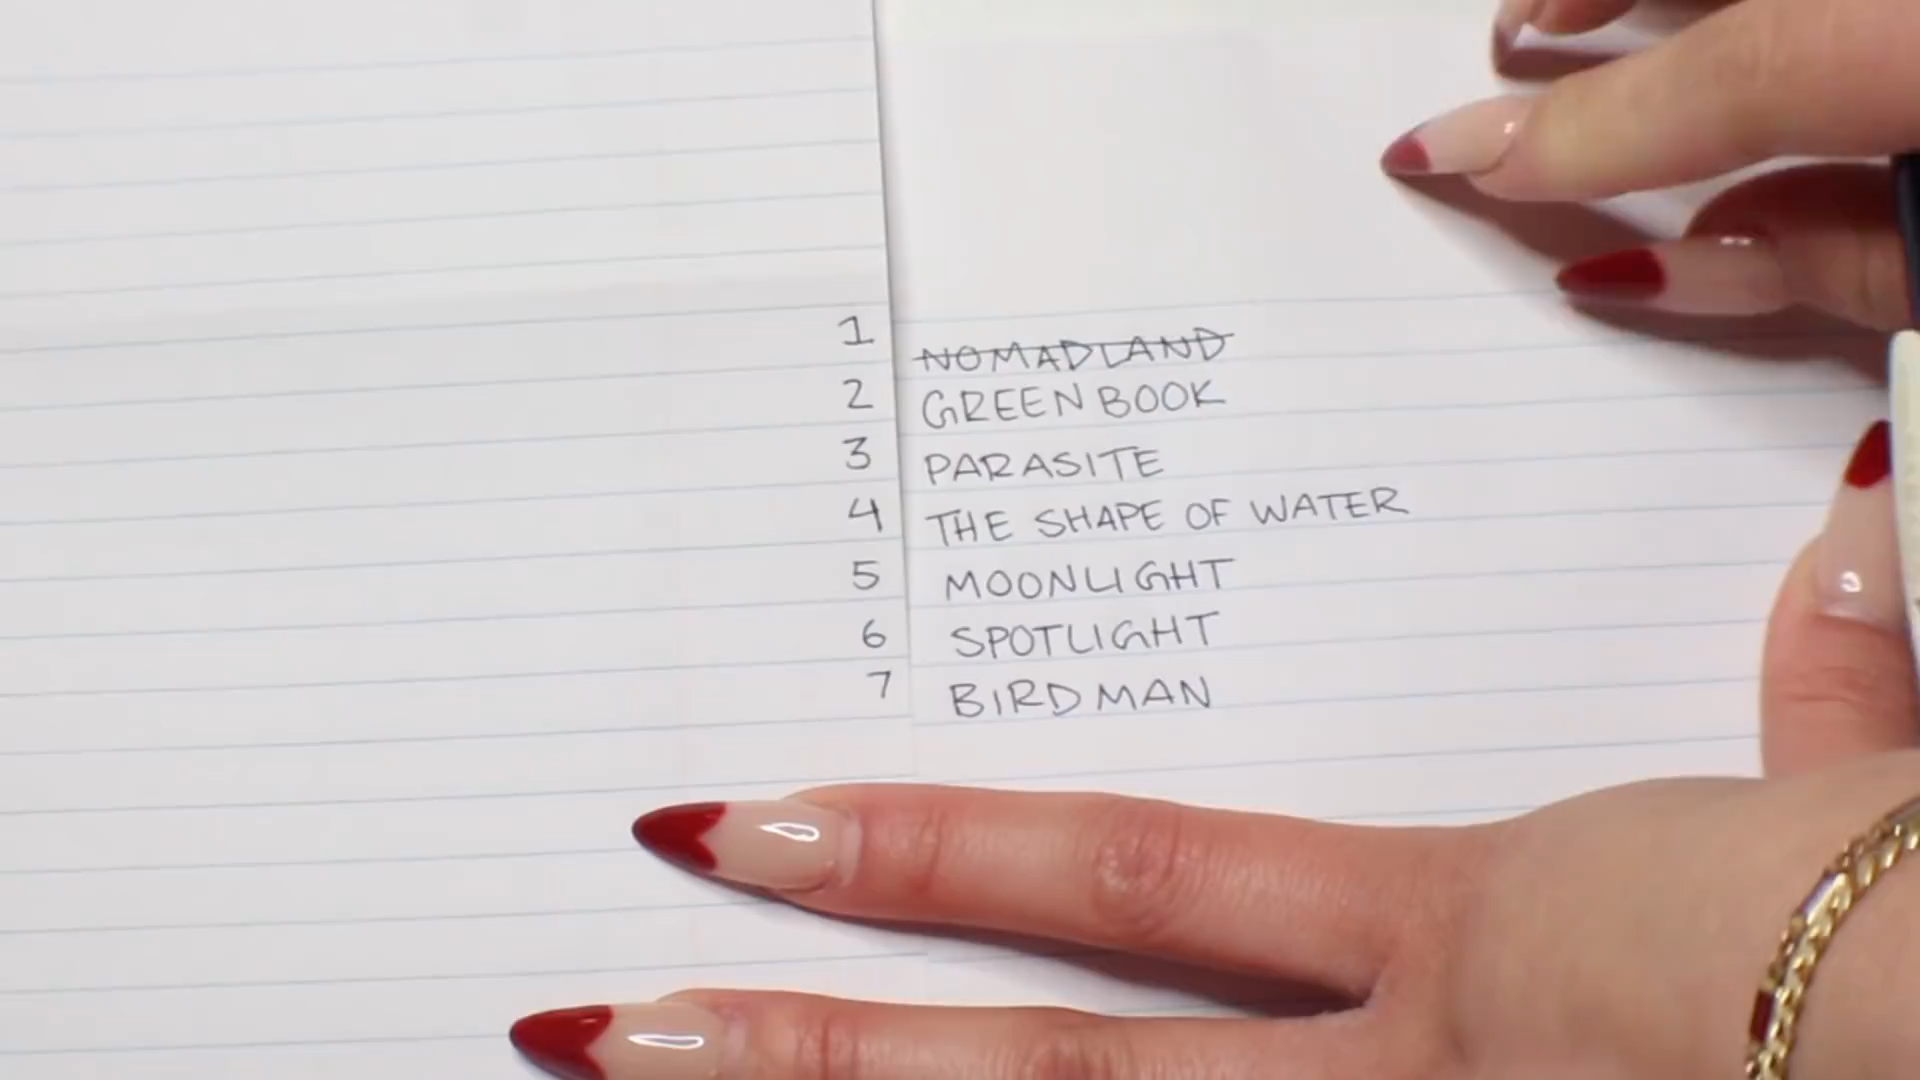 1 NOMADLAND
2 GREEN BOOK
3 PARASITE
4 THE SHAPE OF WATER
5 MOONLIGHT
6 SPOTLIGHT
7 BIRDMAN